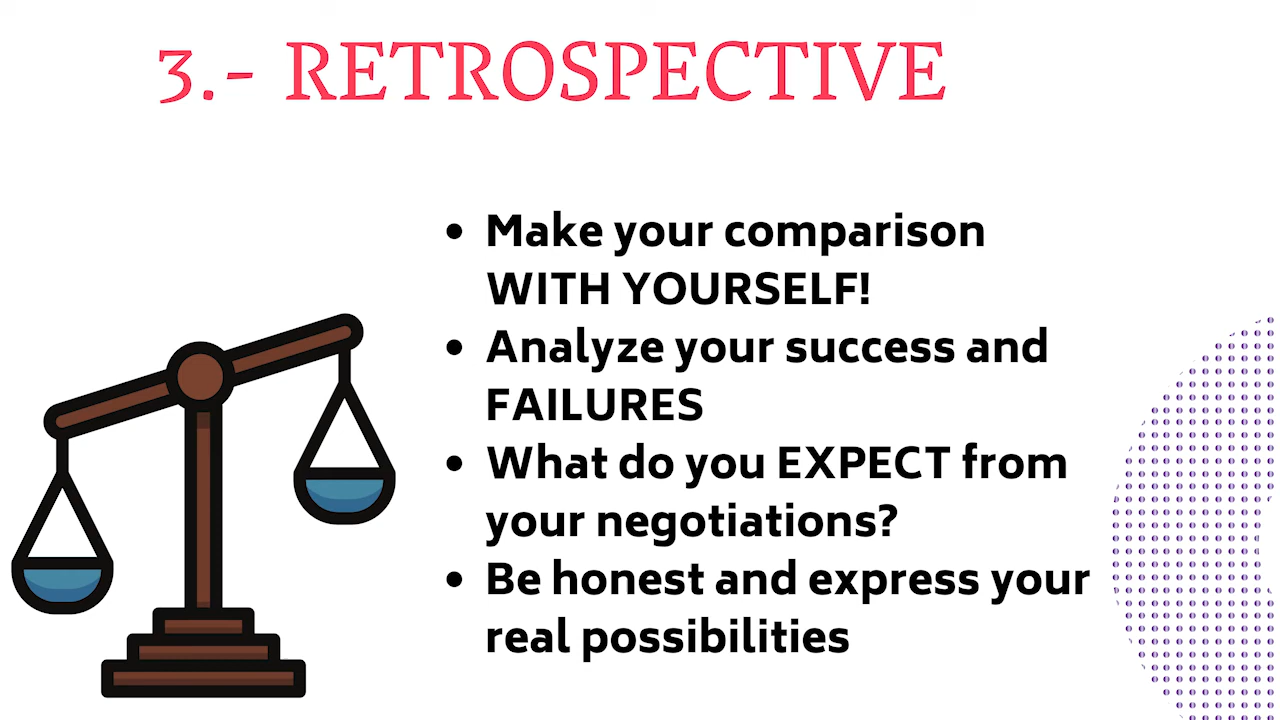 3.- RETROSPECTIVE
• Make your comparison
WITH YOURSELF!
• Analyze your success and
FAILURES
• What do you EXPECT from
your negotiations?
• Be honest and express your
real possibilities